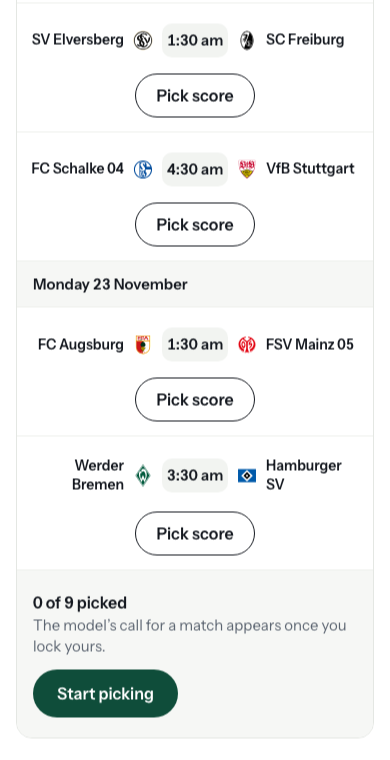 SV Elversberg 1:30 am SC Freiburg
Pick score
FC Schalke 04 4:30 am VfB Stuttgart
Pick score
Monday 23 November
FC Augsburg 1:30 am FSV Mainz 05
Pick score
Werder Bremen 3:30 am Hamburger SV
Pick score
0 of 9 picked
The model's call for a match appears once you
lock yours.
Start picking